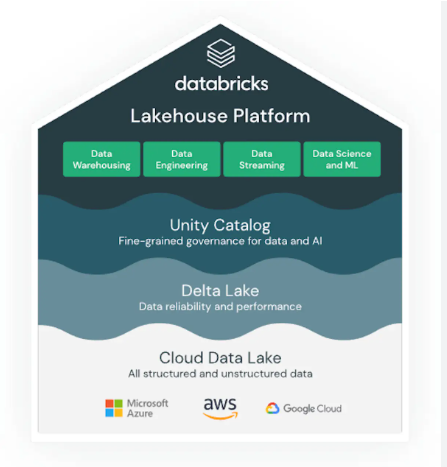 databricks
Lakehouse Platform
Data Warehousing
Data Engineering
Data Streaming
Data Science and ML
Unity Catalog
Fine-grained governance for data and AI
Delta Lake
Data reliability and performance
Cloud Data Lake
All structured and unstructured data
Microsoft Azure
aws
Google Cloud